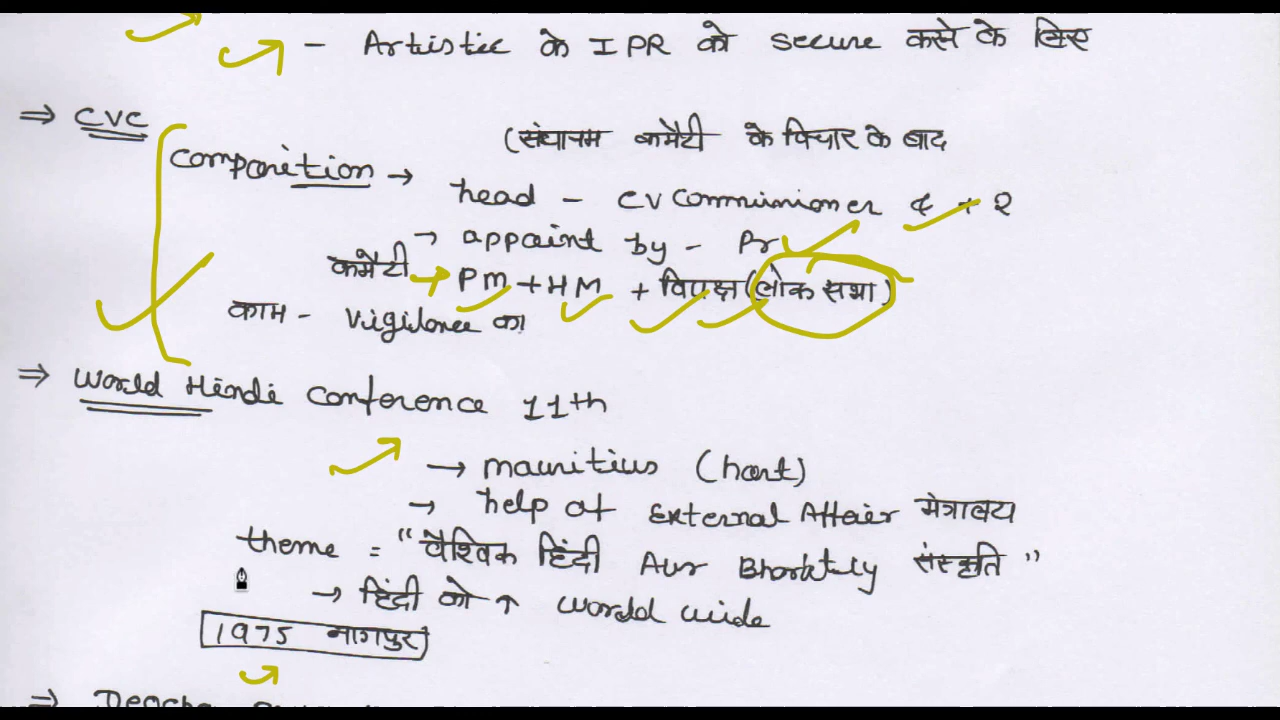 - Artistic के IPR को secure करने के लिए
⇒ CVC
composition →
(संथानम कमेटी के विचार के बाद
head - CV Commissioner & + 2
→ appoint by - Pr
कमैटी → PM + HM + विपक्ष (लोक सभा)
काम - Vigilance का
⇒ World Hindi Conference 11th
→ mauritius (host)
→ help of External Affair मंत्रालय
theme = "वैश्विक हिंदी Aur Bhartiy संस्कृति"
→ हिंदी को ↑ world wide
1975 नागपुर
⇒